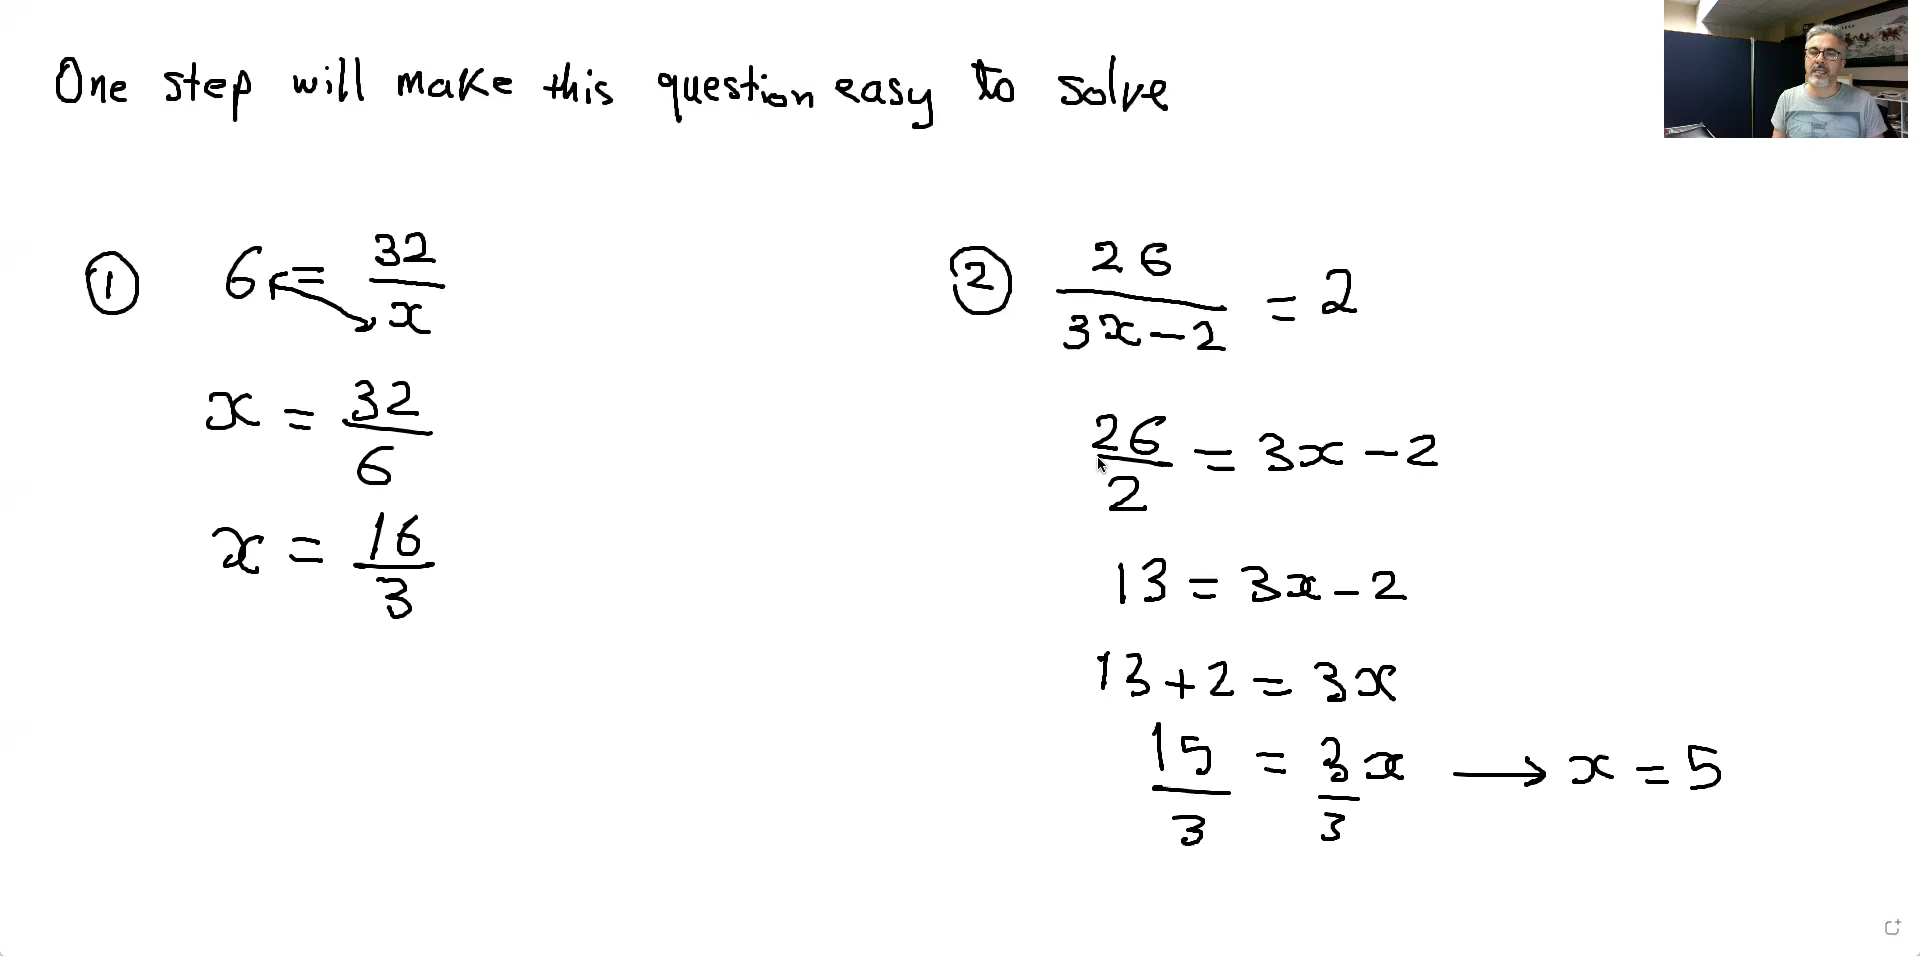 One step will make this question easy to solve
① 6 = 32/x
x = 32/6
x = 16/3
② 26/(3x-2) = 2
26/2 = 3x - 2
13 = 3x - 2
13 + 2 = 3x
15/3 = 3/3 x → x = 5